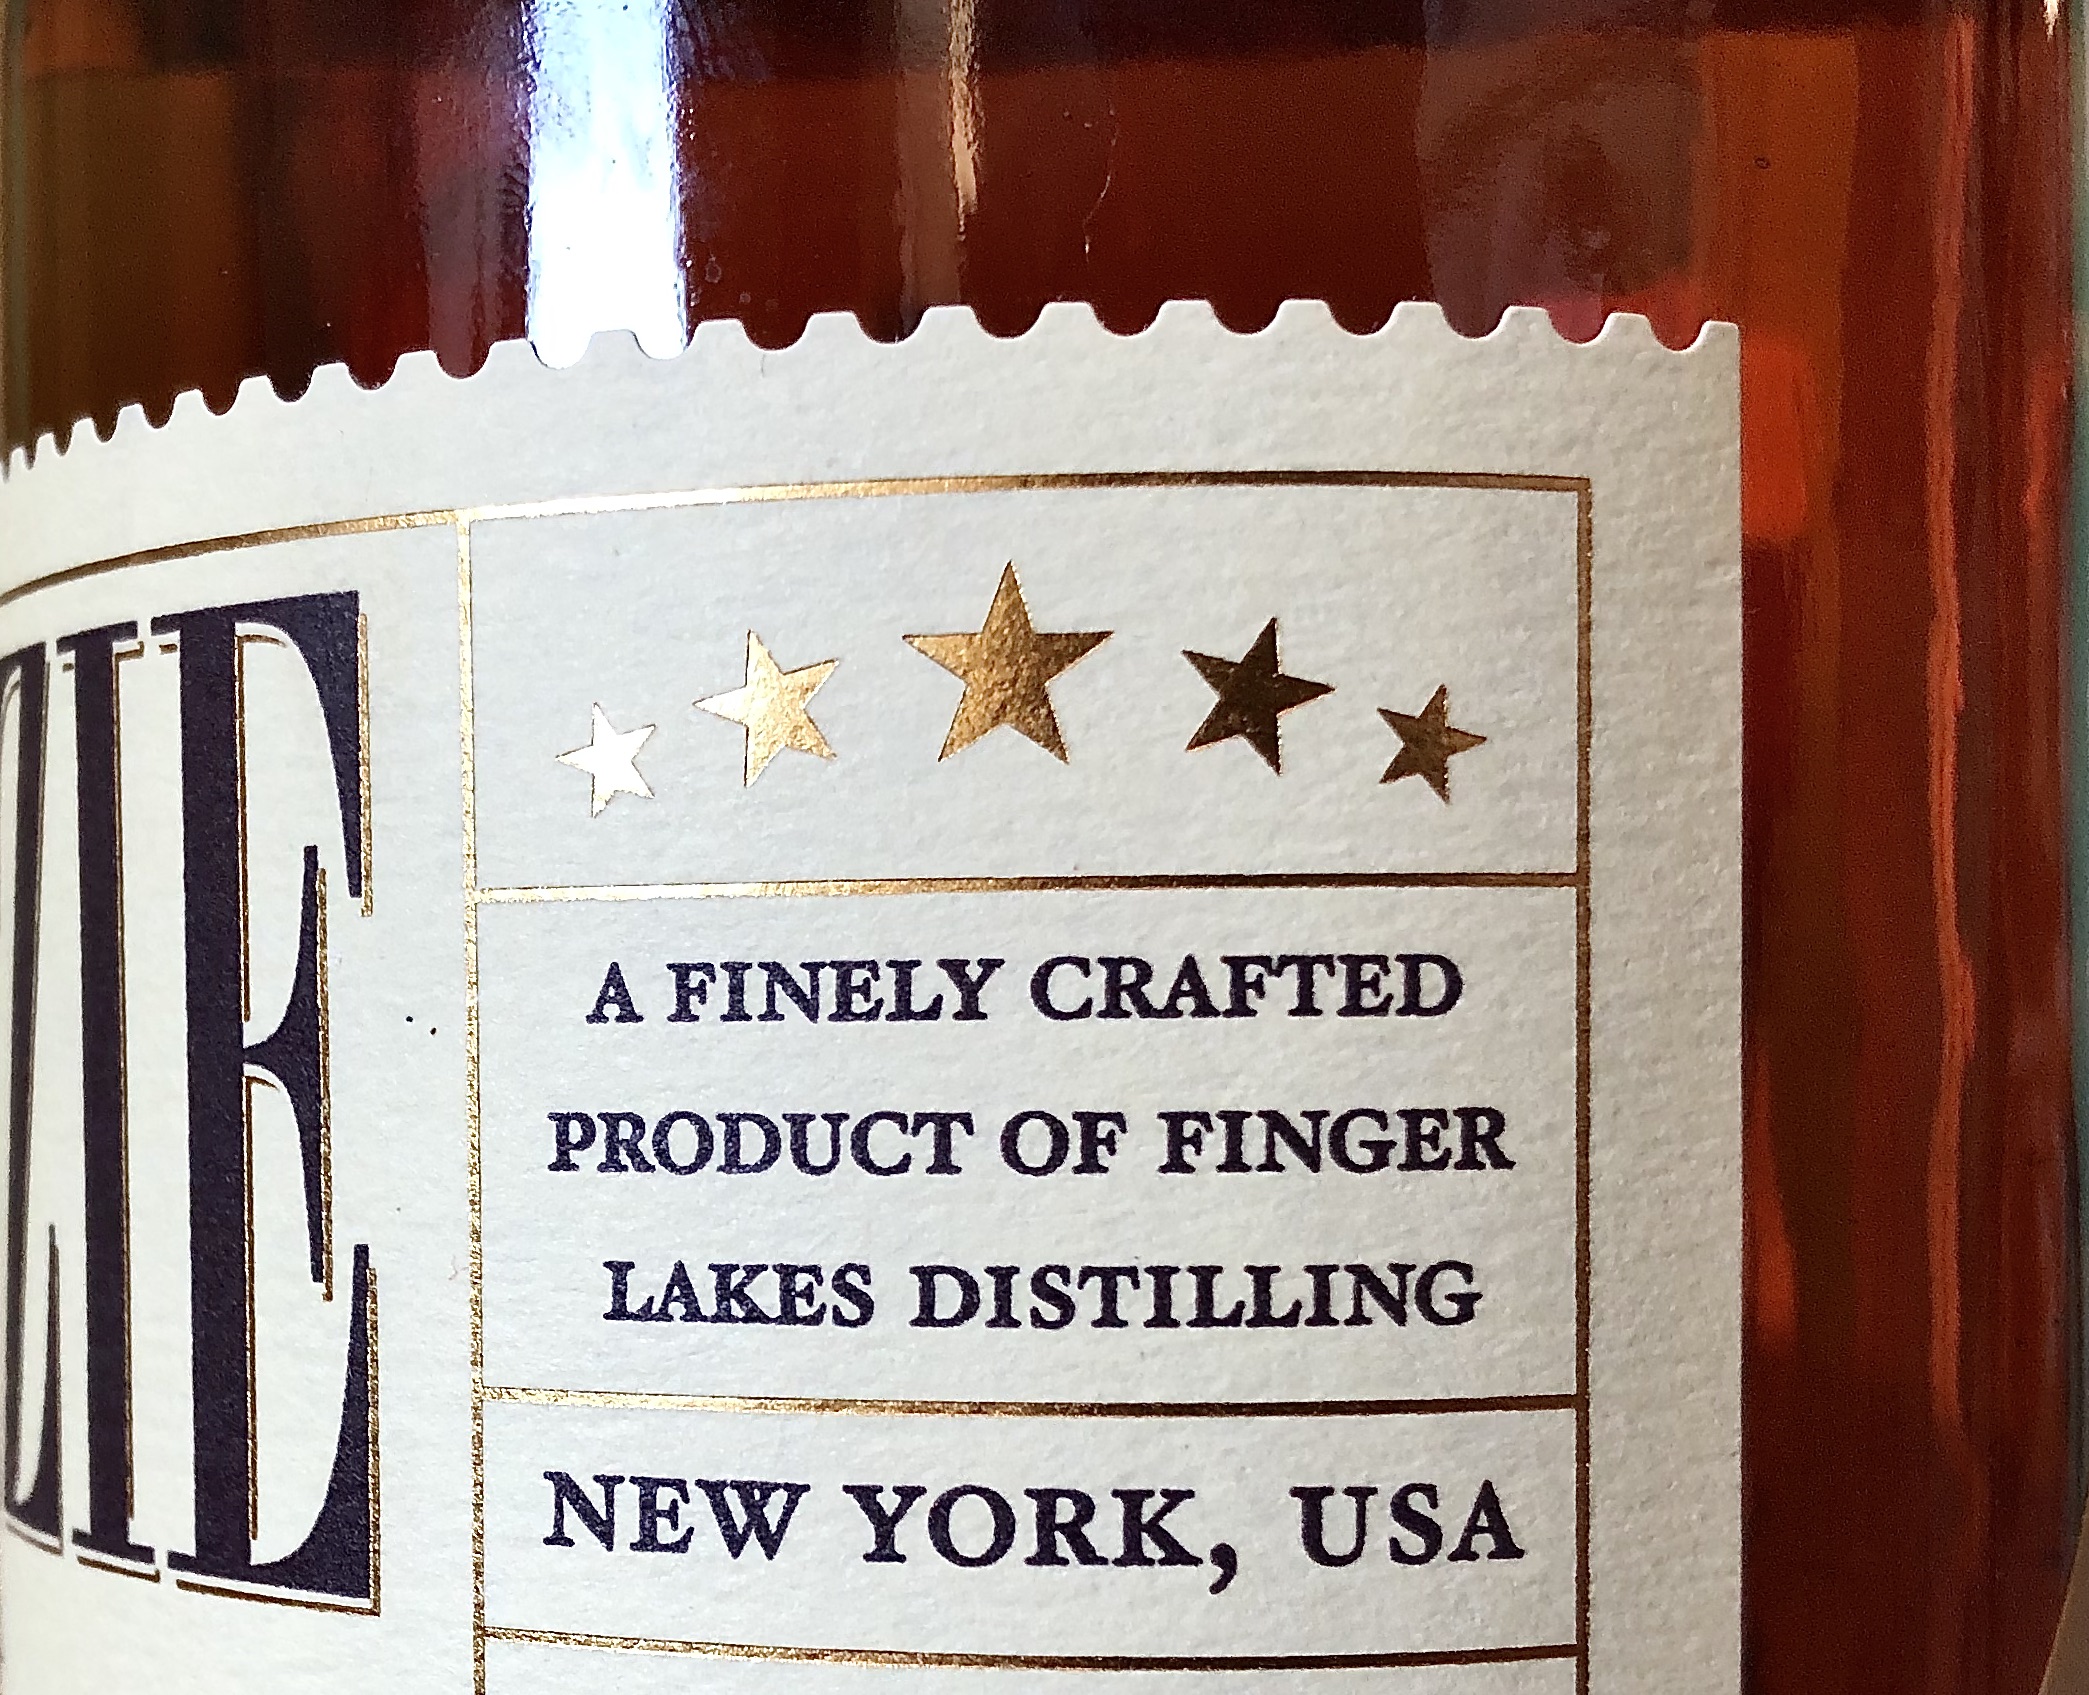 A FINELY CRAFTED
PRODUCT OF FINGER
LAKES DISTILLING
NEW YORK, USA